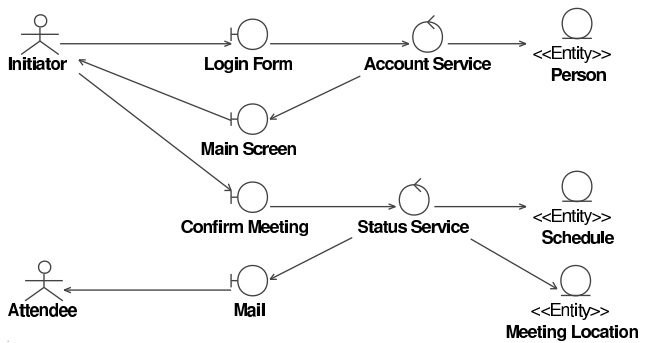 Initiator
Login Form
Account Service
<<Entity>>
Person
Main Screen
Confirm Meeting
Status Service
<<Entity>>
Schedule
Attendee
Mail
<<Entity>>
Meeting Location